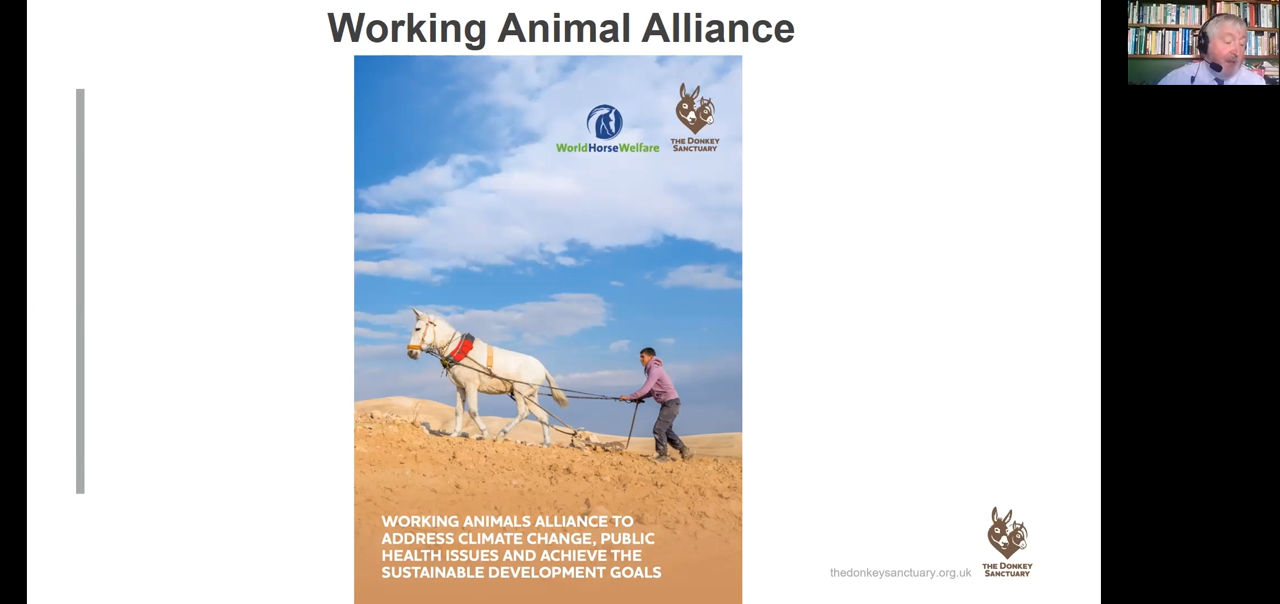 Working Animal Alliance
WorldHorseWelfare
THE DONKEY
SANCTUARY
WORKING ANIMALS ALLIANCE TO
ADDRESS CLIMATE CHANGE, PUBLIC
HEALTH ISSUES AND ACHIEVE THE
SUSTAINABLE DEVELOPMENT GOALS
thedonkeysanctuary.org.uk
THE DONKEY
SANCTUARY